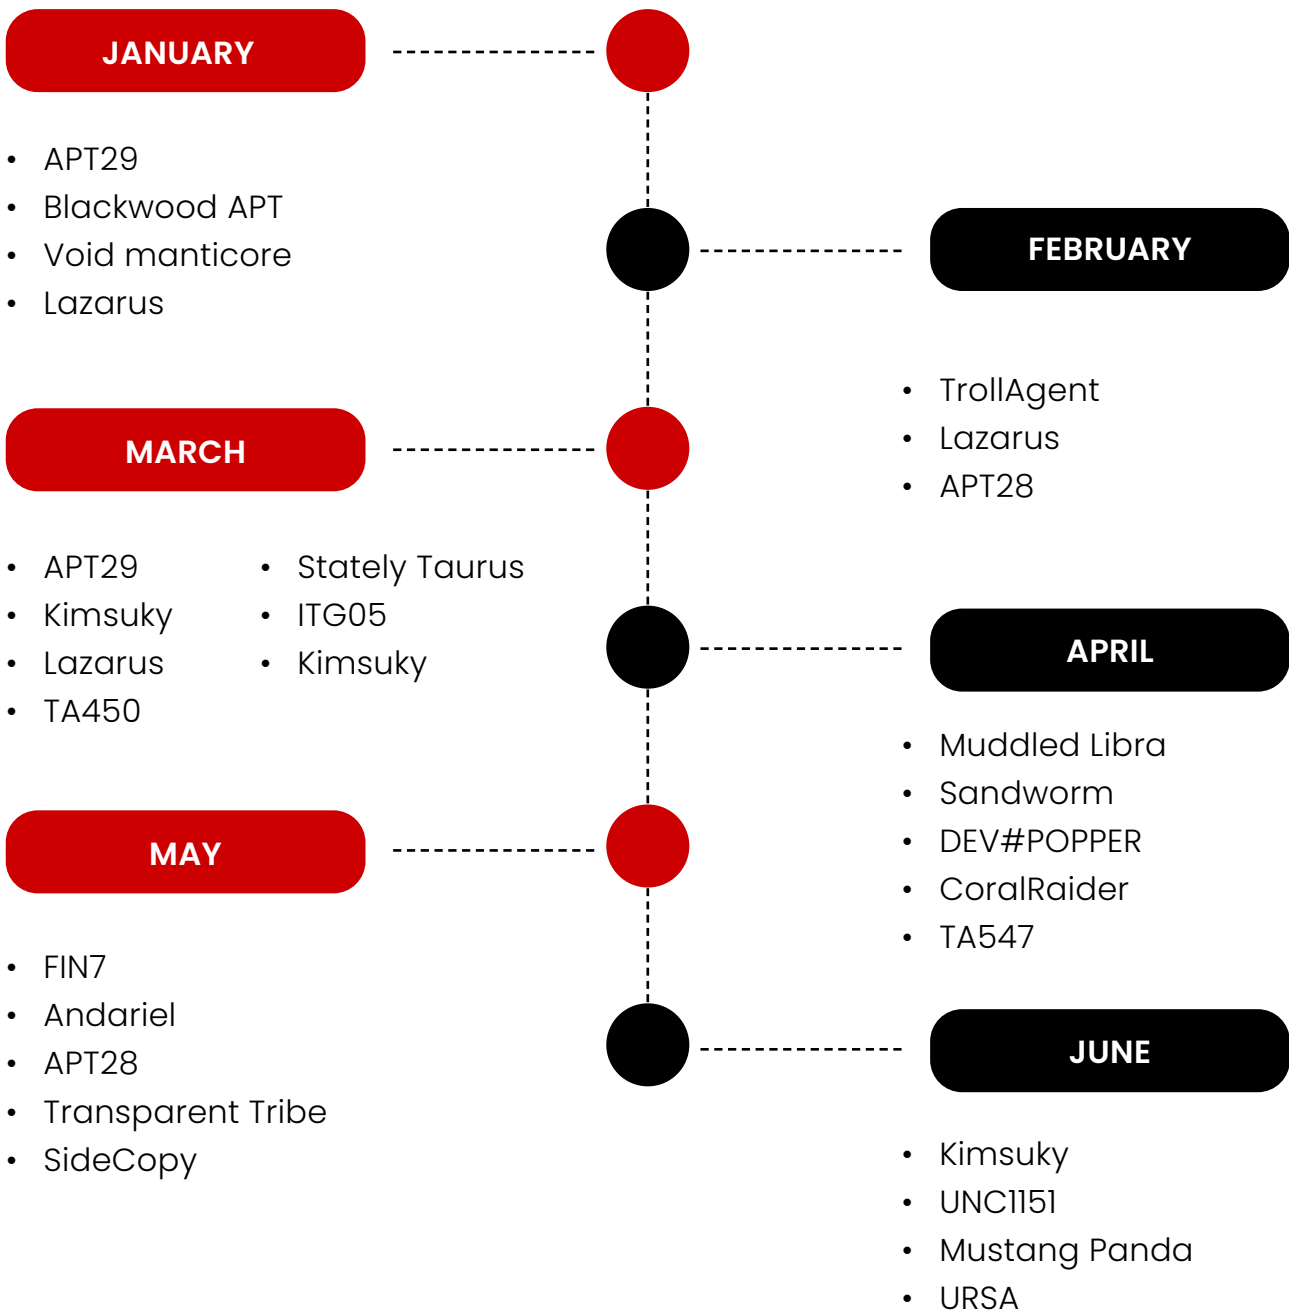 JANUARY
• APT29
• Blackwood APT
• Void manticore
• Lazarus
FEBRUARY
• TrollAgent
• Lazarus
• APT28
MARCH
• APT29
• Kimsuky
• Lazarus
• TA450
• Stately Taurus
• ITG05
• Kimsuky
APRIL
• Muddled Libra
• Sandworm
• DEV#POPPER
• CoralRaider
• TA547
MAY
• FIN7
• Andariel
• APT28
• Transparent Tribe
• SideCopy
JUNE
• Kimsuky
• UNC1151
• Mustang Panda
• URSA